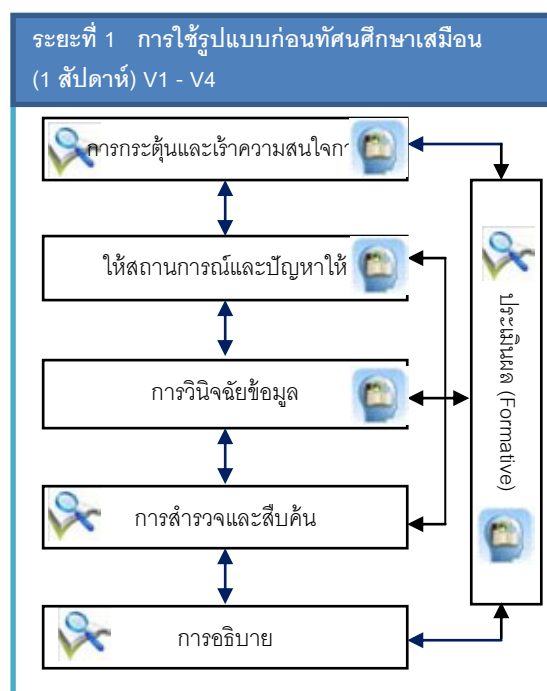 ระยะที่ 1 การใช้รูปแบบก่อนทัศนศึกษาเสมือน
(1 สัปดาห์) V1 - V4
การกระตุ้นและเร้าความสนใจ
ให้สถานการณ์และปัญหาให้
การวินิจฉัยข้อมูล
การสำรวจและสืบค้น
การอธิบาย
ประเมินผล (Formative)